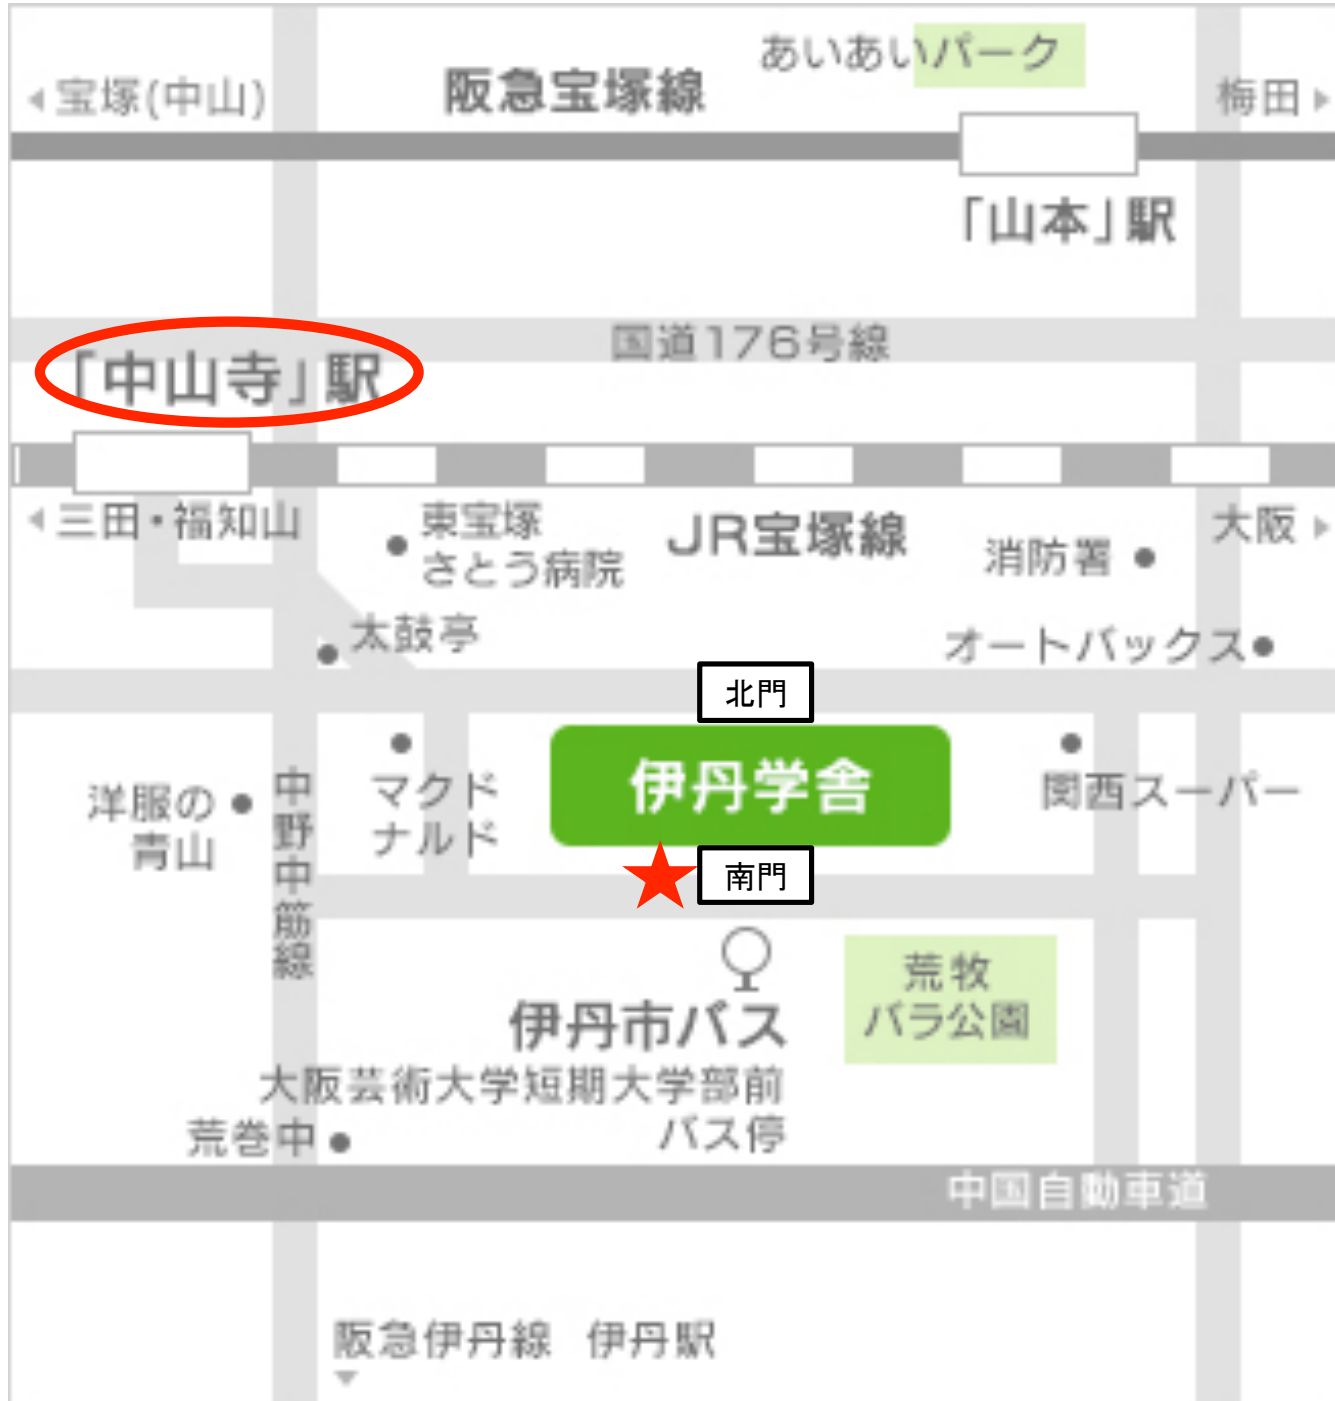 あいあいパーク
宝塚(中山)
阪急宝塚線
梅田
「山本」駅
国道176号線
「中山寺」駅
三田・福知山
東宝塚
さとう病院
JR宝塚線
大阪
消防署
太鼓亭
オートバックス
北門
伊丹学舎
洋服の
青山
中野中筋線
マクド
ナルド
関西スーパー
南門
伊丹市バス
大阪芸術大学短期大学部前
バス停
荒牧
バラ公園
荒巻中
中国自動車道
阪急伊丹線 伊丹駅